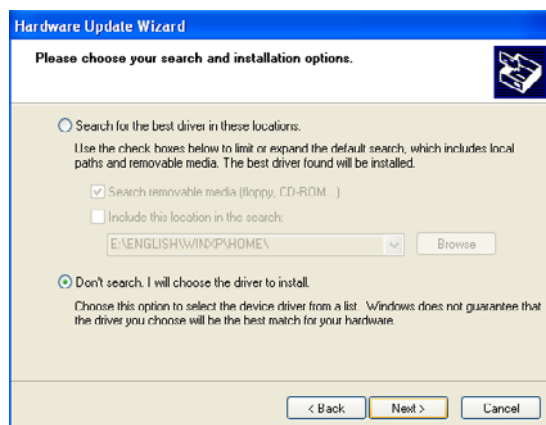 Hardware Update Wizard
Please choose your search and installation options.
Search for the best driver in these locations.
Use the check boxes below to limit or expand the default search, which includes local
paths and removable media. The best driver found will be installed.
Search removable media (floppy, CD-ROM...)
Include this location in the search:
E:\ENGLISH\WINXP\HOME\
Browse
Don't search. I will choose the driver to install.
Choose this option to select the device driver from a list. Windows does not guarantee that
the driver you choose will be the best match for your hardware.
< Back
Next >
Cancel